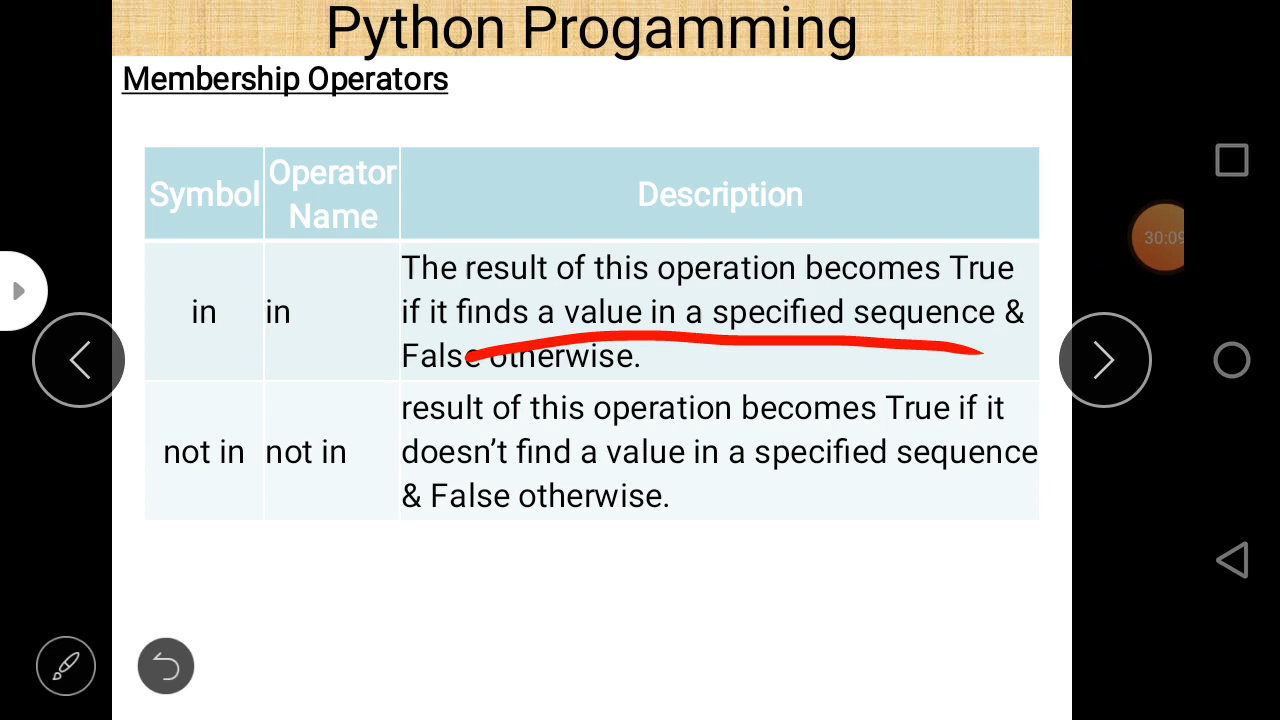 Python Progamming
Membership Operators
Symbol
Operator
Name
Description
in
in
The result of this operation becomes True
if it finds a value in a specified sequence &
False otherwise.
not in
not in
result of this operation becomes True if it
doesn’t find a value in a specified sequence
& False otherwise.
30:09